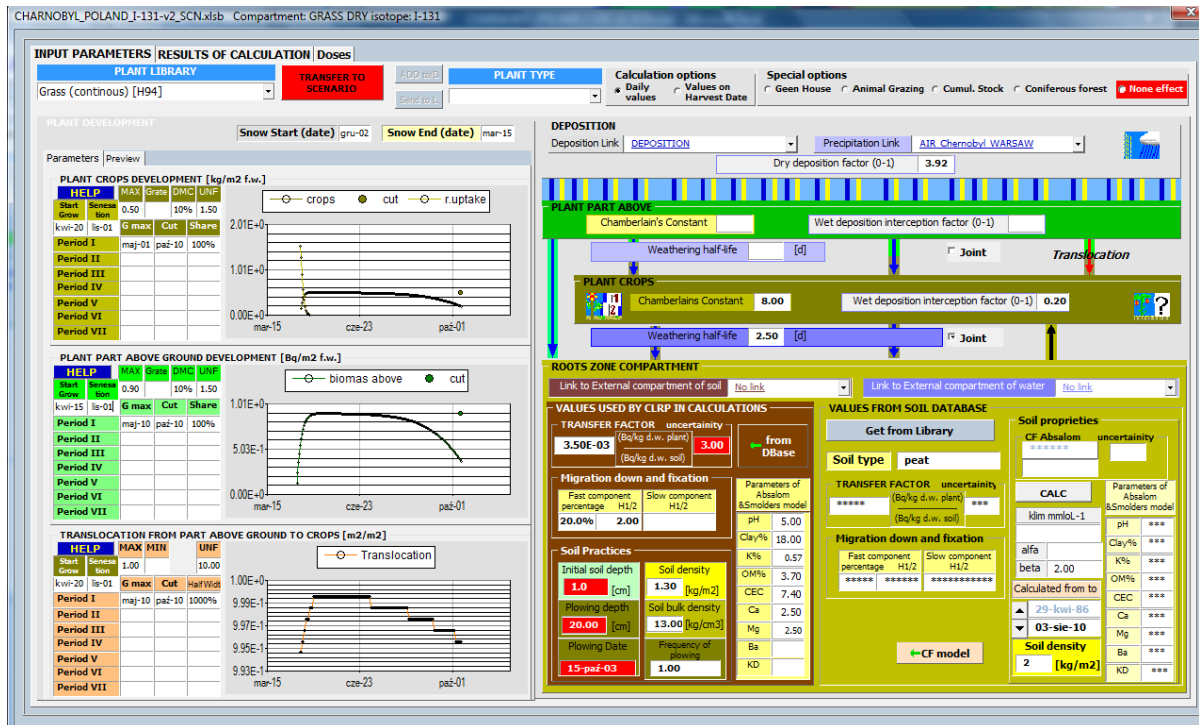 CHARNOBYL_POLAND_I-131-v2_SCN.xlsb Compartment: GRASS DRY isotope: I-131
INPUT PARAMETERS RESULTS OF CALCULATION Doses
PLANT LIBRARY
Grass (continous) [H94]
TRANSFER TO SCENARIO
ADD to D
Send to L
PLANT TYPE
Calculation options
Daily values
Values on Harvest Date
Special options
Geen House Animal Grazing Cumul. Stock Coniferous forest None effect
PLANT DEVELOPMENT
Snow Start (date) gru-02 Snow End (date) mar-15
Parameters Preview
PLANT CROPS DEVELOPMENT [kg/m2 f.w.]
HELP MAX Grate DMC UNF
Start Grow Senesa tion 0.50 10% 1.50
kwi-20 lis-01 G max Cut Share
Period I maj-01 paź-10 100%
Period II
Period III
Period IV
Period V
Period VI
Period VII
crops cut r.uptake
2.01E+0
1.01E+0
0.00E+0
mar-15 cze-23 paź-01
PLANT PART ABOVE GROUND DEVELOPMENT [Bq/m2 f.w.]
HELP MAX Grate DMC UNF
Start Grow Senesa tion 0.90 10% 1.50
kwi-15 lis-01 G max Cut Share
Period I maj-10 paź-10 100%
Period II
Period III
Period IV
Period V
Period VI
Period VII
biomas above cut
1.01E+0
5.03E-1
0.00E+0
mar-15 cze-23 paź-01
TRANSLOCATION FROM PART ABOVE GROUND TO CROPS [m2/m2]
HELP MAX MIN UNF
Start Grow Senesa tion 1.00 10.00
kwi-20 lis-01 G max Cut Half Widt
Period I maj-10 paź-10 1000%
Period II
Period III
Period IV
Period V
Period VI
Period VII
Translocation
1.00E+0
9.99E-1
9.97E-1
9.95E-1
9.93E-1
mar-15 cze-23 paź-01
DEPOSITION
Deposition Link DEPOSITION Precipitation Link AIR Chernobyl WARSAW
Dry deposition factor (0-1) 3.92
PLANT PART ABOVE
Chamberlain's Constant Wet deposition interception factor (0-1)
Weathering half-life [d] Joint Translocation
PLANT CROPS
Chamberlains Constant 8.00 Wet deposition interception factor (0-1) 0.20
Weathering half-life 2.50 [d] Joint
ROOTS ZONE COMPARTMENT
Link to External compartment of soil No link Link to External compartment of water No link
VALUES USED BY CLRP IN CALCULATIONS
TRANSFER FACTOR uncertainity
3.50E-03 (Bq/kg d.w. plant) 3.00
(Bq/kg d.w. soil)
from DBase
Migration down and fixation
Fast component Slow component
percentage H1/2 H1/2
20.0% 2.00
Soil Practices
Initial soil depth Soil density
1.0 [cm] 1.30 [kg/m2]
Plowing depth Soil bulk density
20.00 [cm] 13.00 [kg/cm3]
Plowing Date Frequency of plowing
15-paź-03 1.00
Parameters of Absalom &Smolders model
pH 5.00
Clay% 18.00
K% 0.57
OM% 3.70
CEC 7.40
Ca 2.50
Mg 2.50
Ba
KD
VALUES FROM SOIL DATABASE
Get from Library
Soil type peat
TRANSFER FACTOR uncertainity
***** (Bq/kg d.w. plant) ***
(Bq/kg d.w. soil)
Migration down and fixation
Fast component Slow component
percentage H1/2 H1/2
***** ****** ***********
CF model
Soil proprieties
CF Absalom uncertainity
******
CALC
klim mmloL-1
alfa
beta 2.00
Calculated from to
29-kwi-86
03-sie-10
Soil density
2 [kg/m2]
Parameters of Absalom &Smolders model
pH ***
Clay% ***
K% ***
OM% ***
CEC ***
Ca ***
Mg ***
Ba ***
KD ***